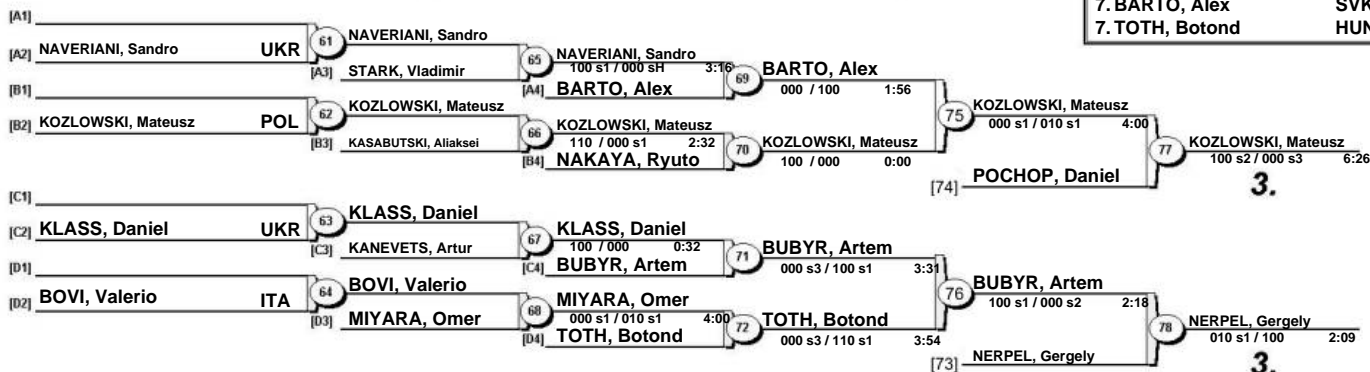 7. BARTO, Alex SVK
7. TOTH, Botond HUN
[A1]
[A2] NAVERIANI, Sandro UKR
61
NAVERIANI, Sandro
[A3] STARK, Vladimir
65
NAVERIANI, Sandro
100 s1 / 000 sH 3:16
[A4] BARTO, Alex
69
BARTO, Alex
000 / 100 1:56
[B1]
[B2] KOZLOWSKI, Mateusz POL
62
KOZLOWSKI, Mateusz
[B3] KASABUTSKI, Aliaksei
66
KOZLOWSKI, Mateusz
110 / 000 s1 2:32
[B4] NAKAYA, Ryuto
70
KOZLOWSKI, Mateusz
100 / 000 0:00
75
KOZLOWSKI, Mateusz
000 s1 / 010 s1 4:00
[74] POCHOP, Daniel
77
KOZLOWSKI, Mateusz
100 s2 / 000 s3 6:26
3.
[C1]
[C2] KLASS, Daniel UKR
63
KLASS, Daniel
[C3] KANEVETS, Artur
67
KLASS, Daniel
100 / 000 0:32
[C4] BUBYR, Artem
71
BUBYR, Artem
000 s3 / 100 s1 3:31
[D1]
[D2] BOVI, Valerio ITA
64
BOVI, Valerio
[D3] MIYARA, Omer
68
MIYARA, Omer
000 s1 / 010 s1 4:00
[D4] TOTH, Botond
72
TOTH, Botond
000 s3 / 110 s1 3:54
76
BUBYR, Artem
100 s1 / 000 s2 2:18
[73] NERPEL, Gergely
78
NERPEL, Gergely
010 s1 / 100 2:09
3.